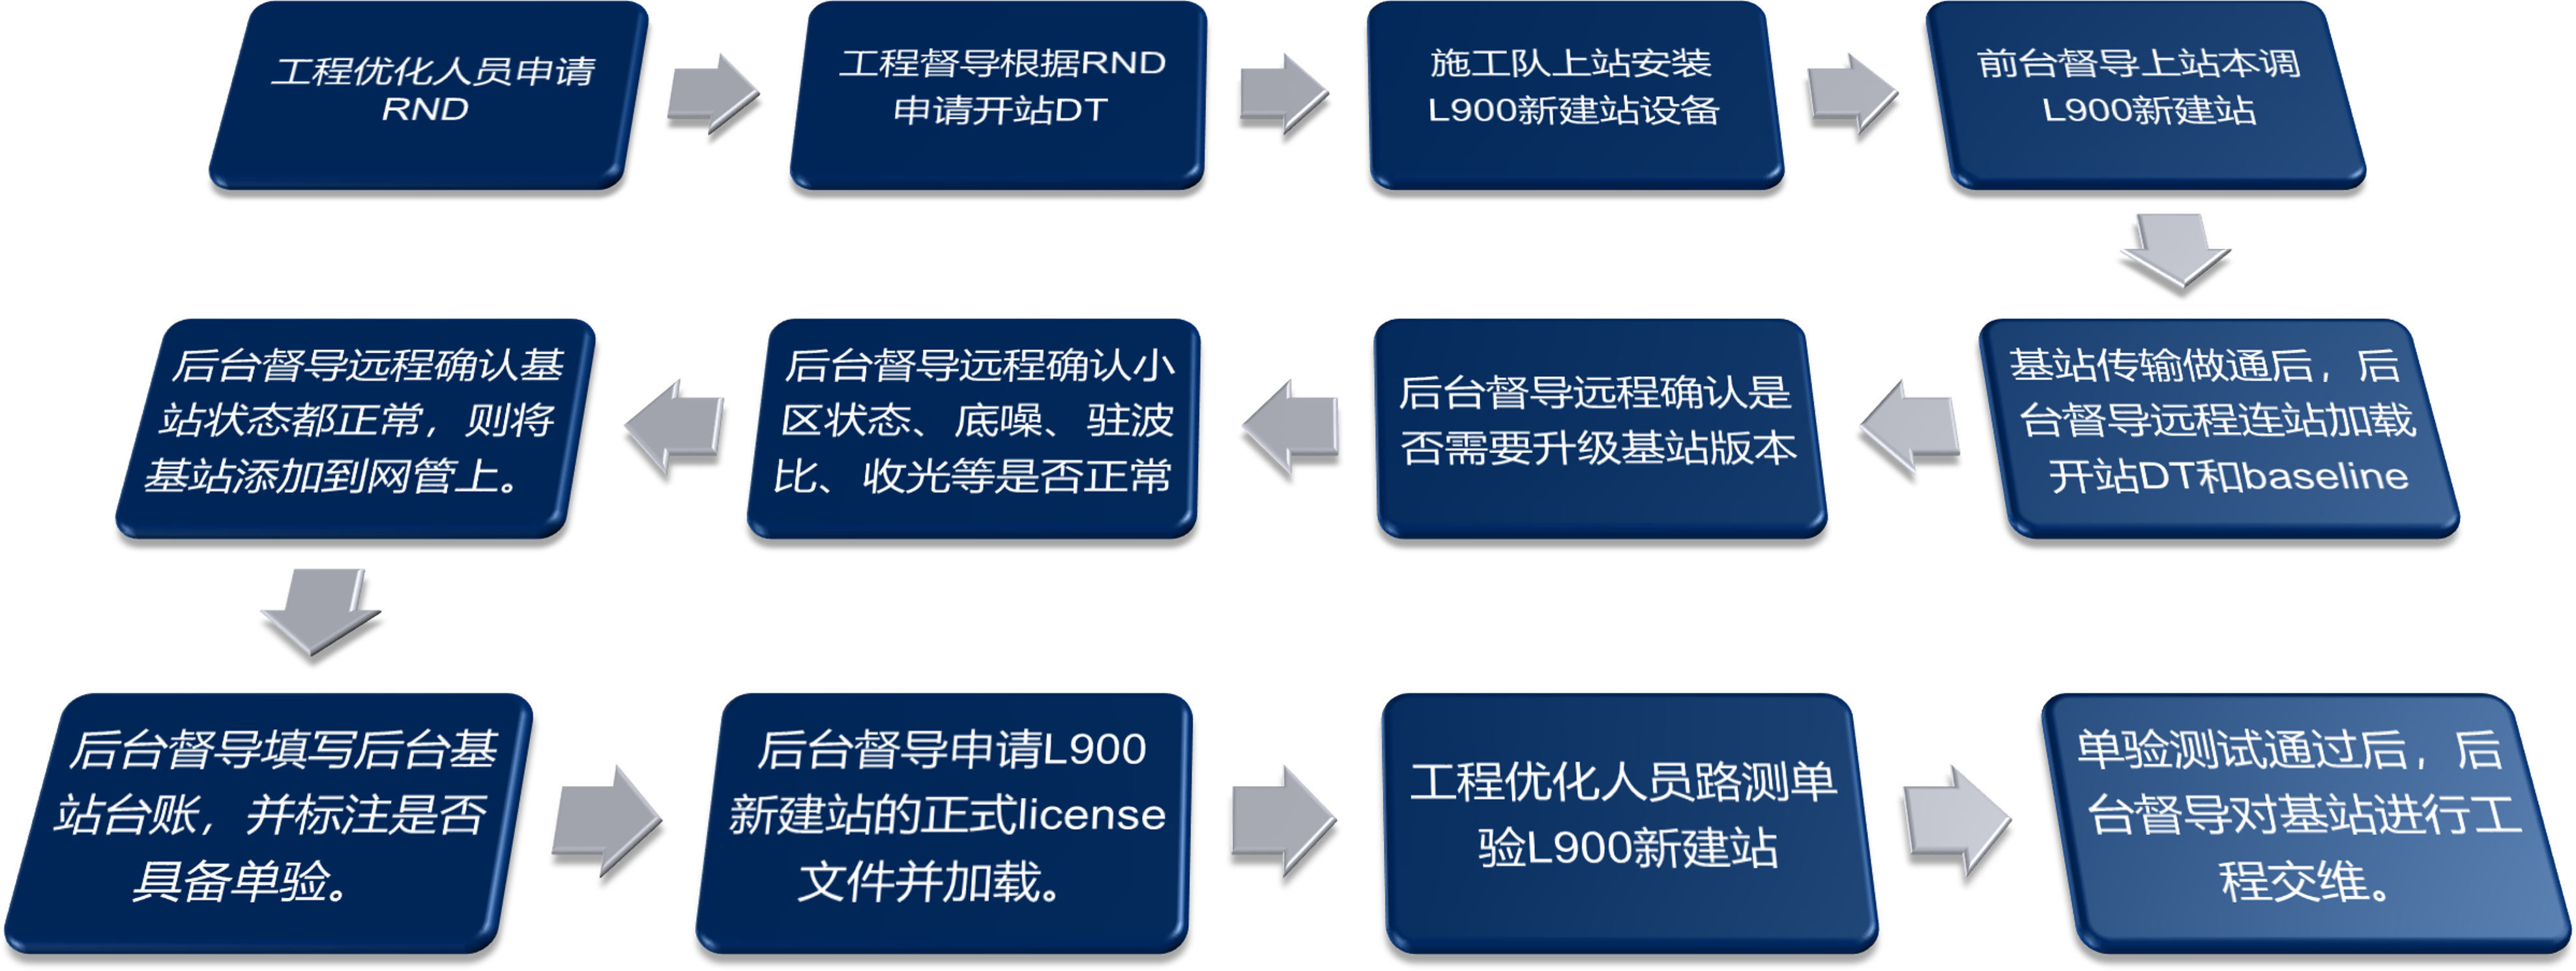 工程优化人员申请
RND
工程督导根据RND
申请开站DT
施工队上站安装
L900新建站设备
前台督导上站本调
L900新建站
基站传输做通后，后
台督导远程连站加载
开站DT和baseline
后台督导远程确认是
否需要升级基站版本
后台督导远程确认小
区状态、底噪、驻波
比、收光等是否正常
后台督导远程确认基
站状态都正常，则将
基站添加到网管上。
后台督导填写后台基
站台账，并标注是否
具备单验。
后台督导申请L900
新建站的正式license
文件并加载。
工程优化人员路测单
验L900新建站
单验测试通过后，后
台督导对基站进行工
程交维。